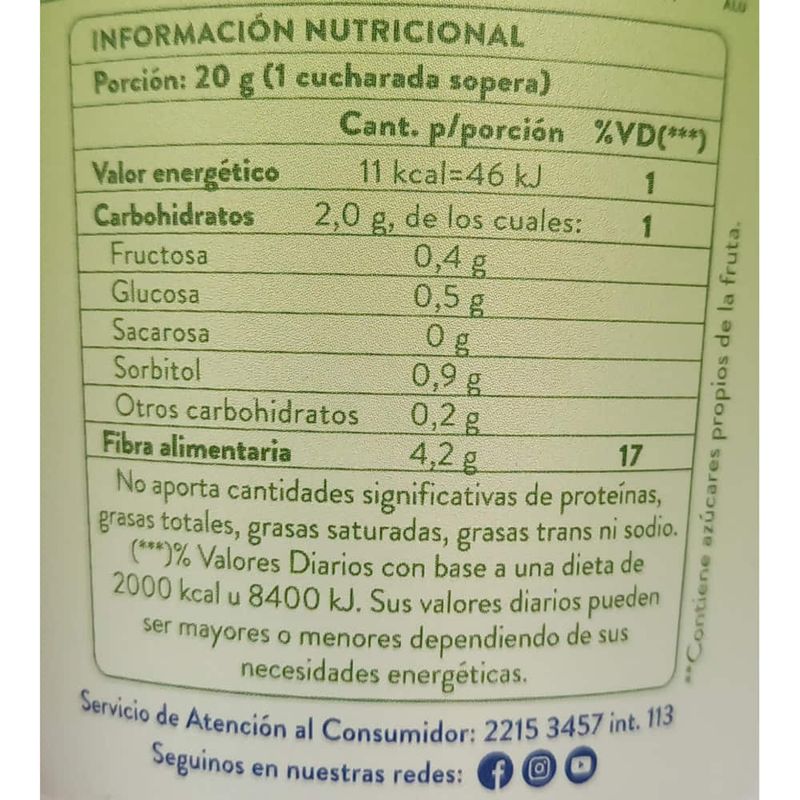 ALU
INFORMACIÓN NUTRICIONAL
Porción: 20 g (1 cucharada sopera)
Cant. p/porción %VD(***)
Valor energético 11 kcal=46 kJ 1
Carbohidratos 2,0 g, de los cuales: 1
Fructosa 0,4 g
Glucosa 0,5 g
Sacarosa 0 g
Sorbitol 0,9 g
Otros carbohidratos 0,2 g
Fibra alimentaria 4,2 g 17
No aporta cantidades significativas de proteínas,
grasas totales, grasas saturadas, grasas trans ni sodio.
(***)% Valores Diarios con base a una dieta de
2000 kcal u 8400 kJ. Sus valores diarios pueden
ser mayores o menores dependiendo de sus
necesidades energéticas.
**Contiene azúcares propios de la fruta.
Servicio de Atención al Consumidor: 2215 3457 int. 113
Seguinos en nuestras redes: